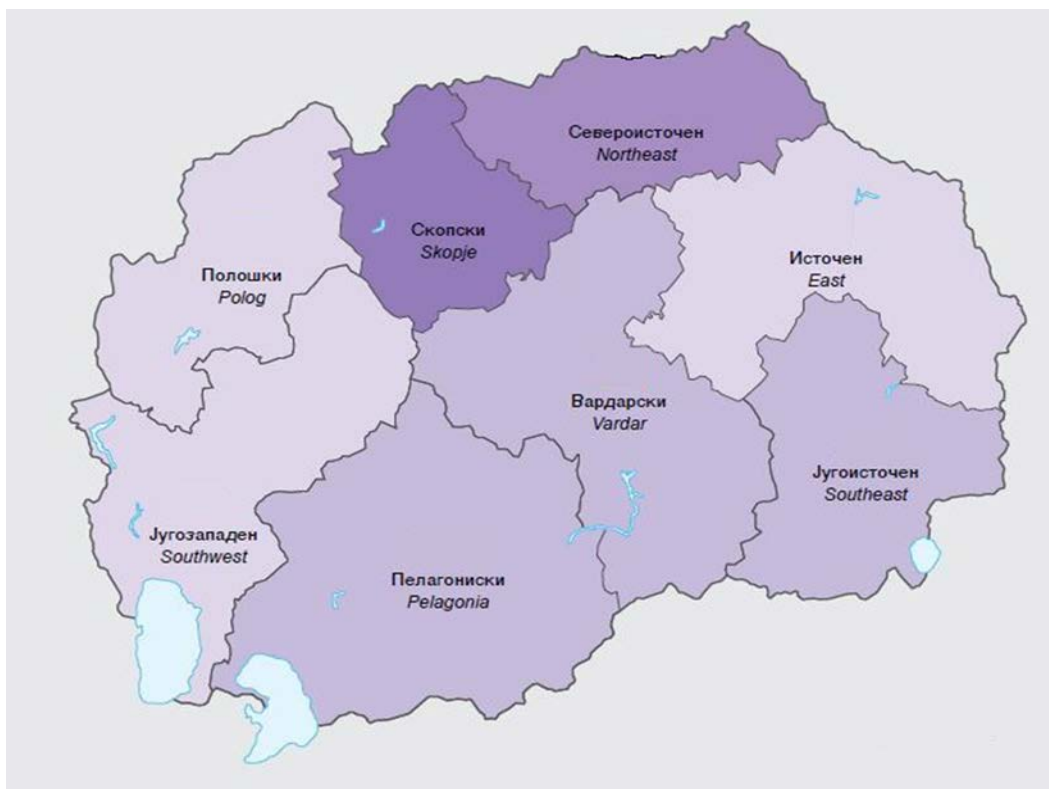 Североисточен
Northeast
Скопски
Skopje
Источен
East
Полошки
Polog
Вардарски
Vardar
Југоисточен
Southeast
Југозападен
Southwest
Пелагониски
Pelagonia